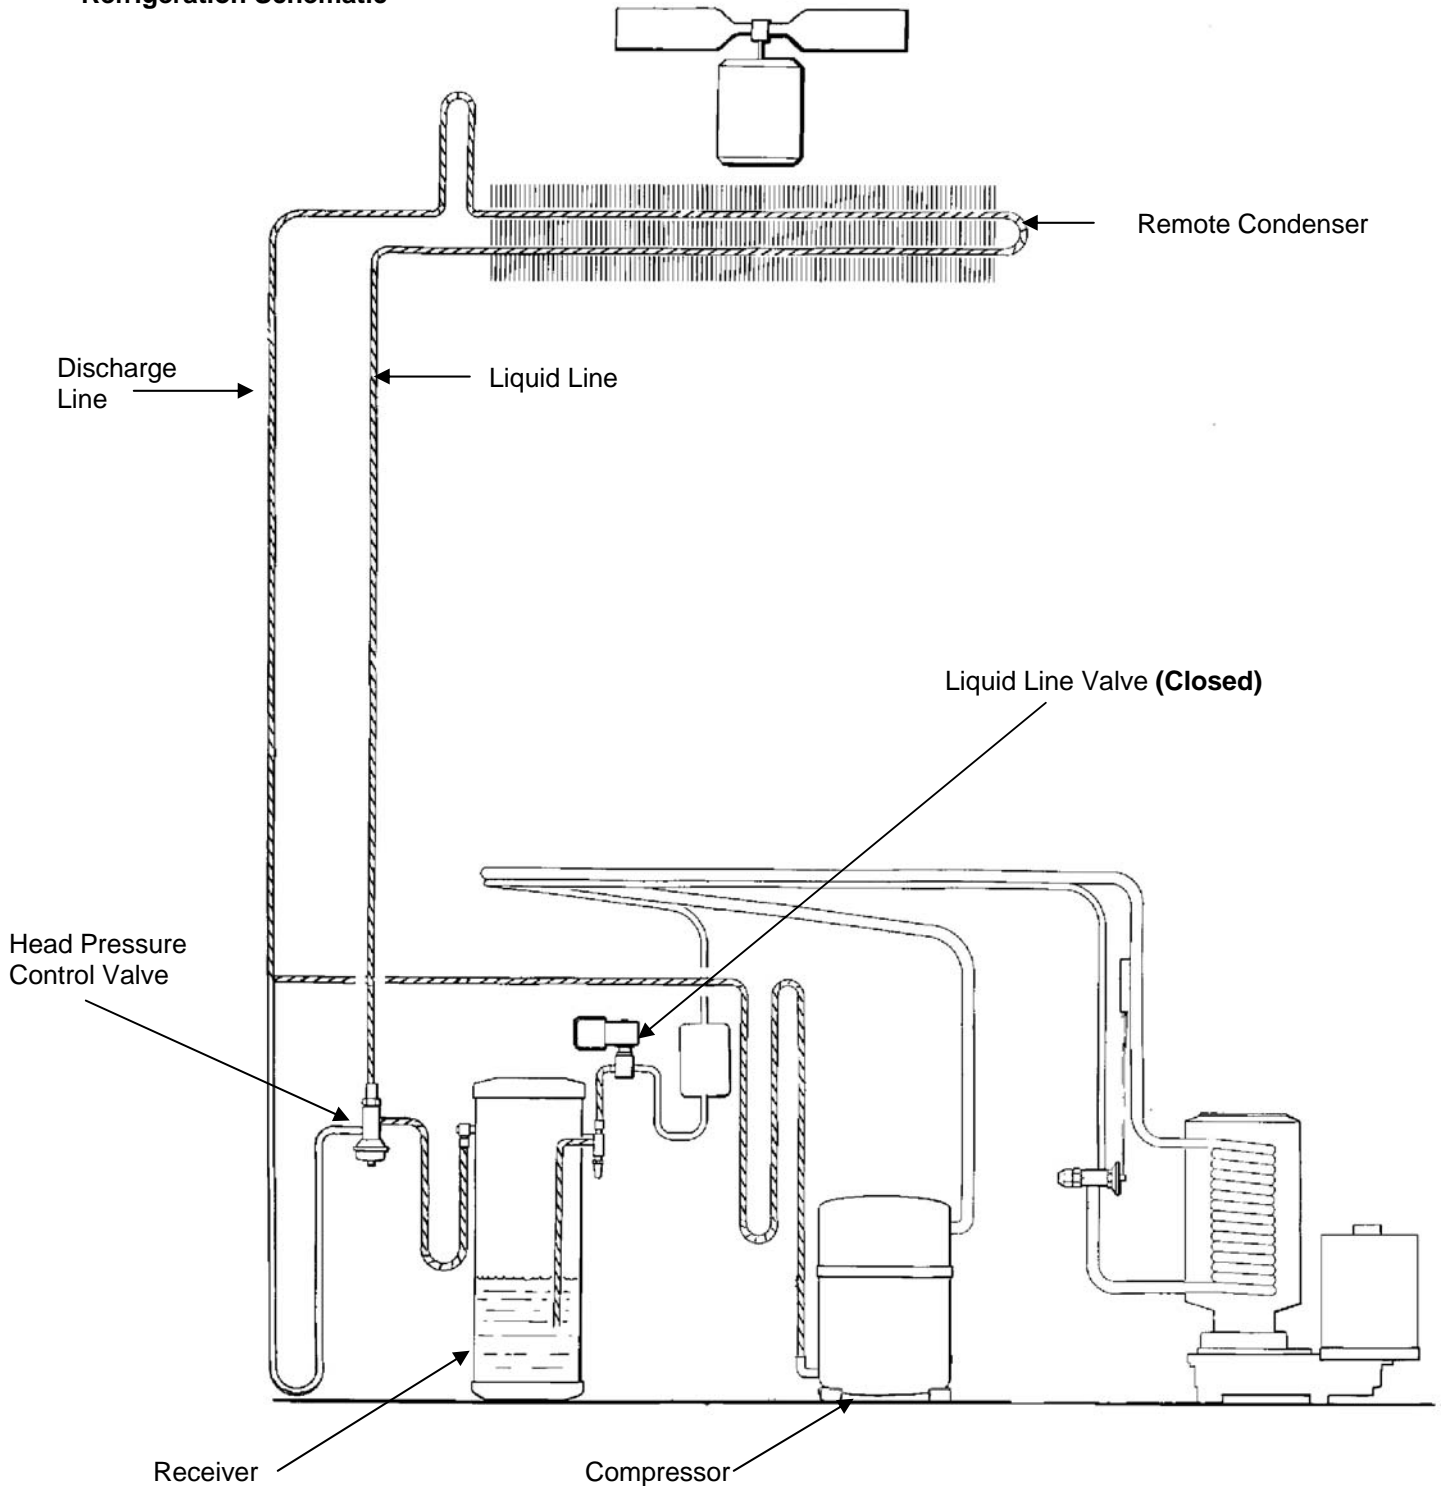 Refrigeration Schematic
Remote Condenser
Discharge
Line
Liquid Line
Liquid Line Valve (Closed)
Head Pressure
Control Valve
Receiver
Compressor